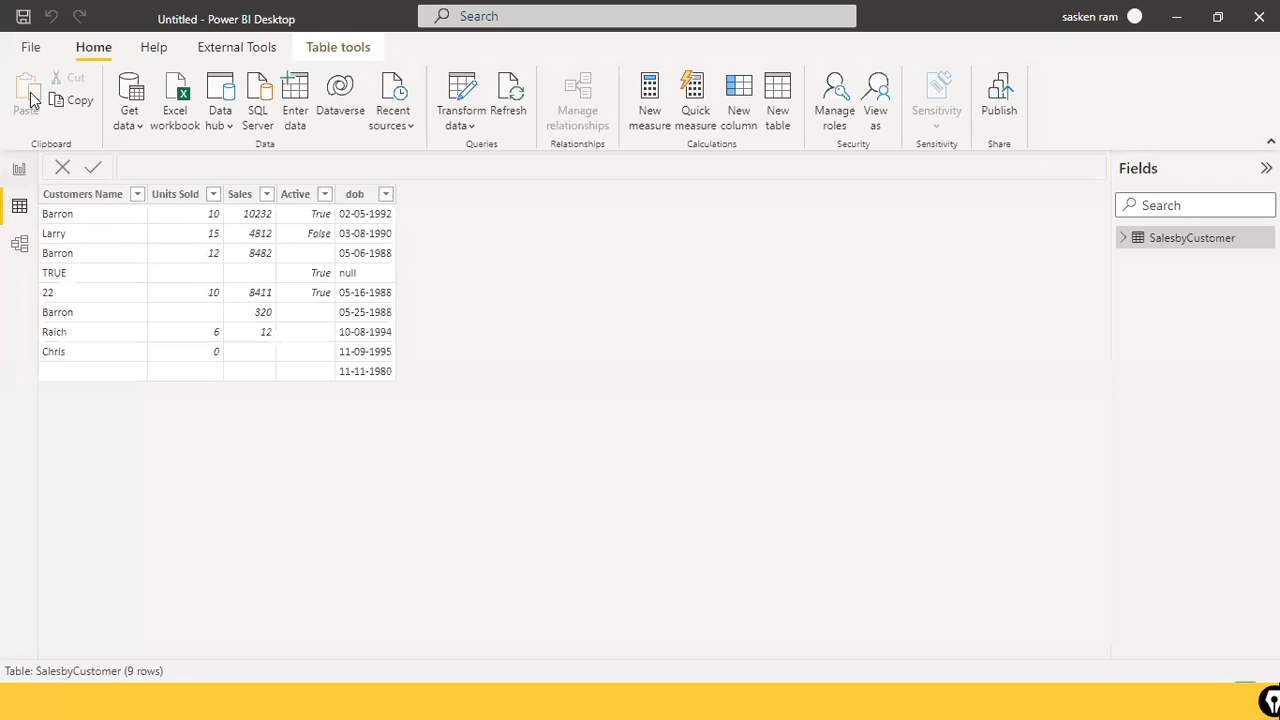 Untitled - Power BI Desktop
Search
sasken ram
File Home Help External Tools Table tools
Paste
Cut
Copy
Get data
Excel workbook
Data hub
SQL Server
Enter data
Dataverse
Recent sources
Transform data
Refresh
Manage relationships
New measure
Quick measure
New column
New table
Manage roles
View as
Sensitivity
Publish
Clipboard Data Queries Relationships Calculations Security Sensitivity Share
Customers Name Units Sold Sales Active dob
Barron 10 10232 True 02-05-1992
Larry 15 4812 False 03-08-1990
Barron 12 8482 05-06-1988
TRUE True null
22 10 8411 True 05-16-1988
Barron 320 05-25-1988
Raich 6 12 10-08-1994
Chris 0 11-09-1995
11-11-1980
Fields
Search
SalesbyCustomer
Table: SalesbyCustomer (9 rows)